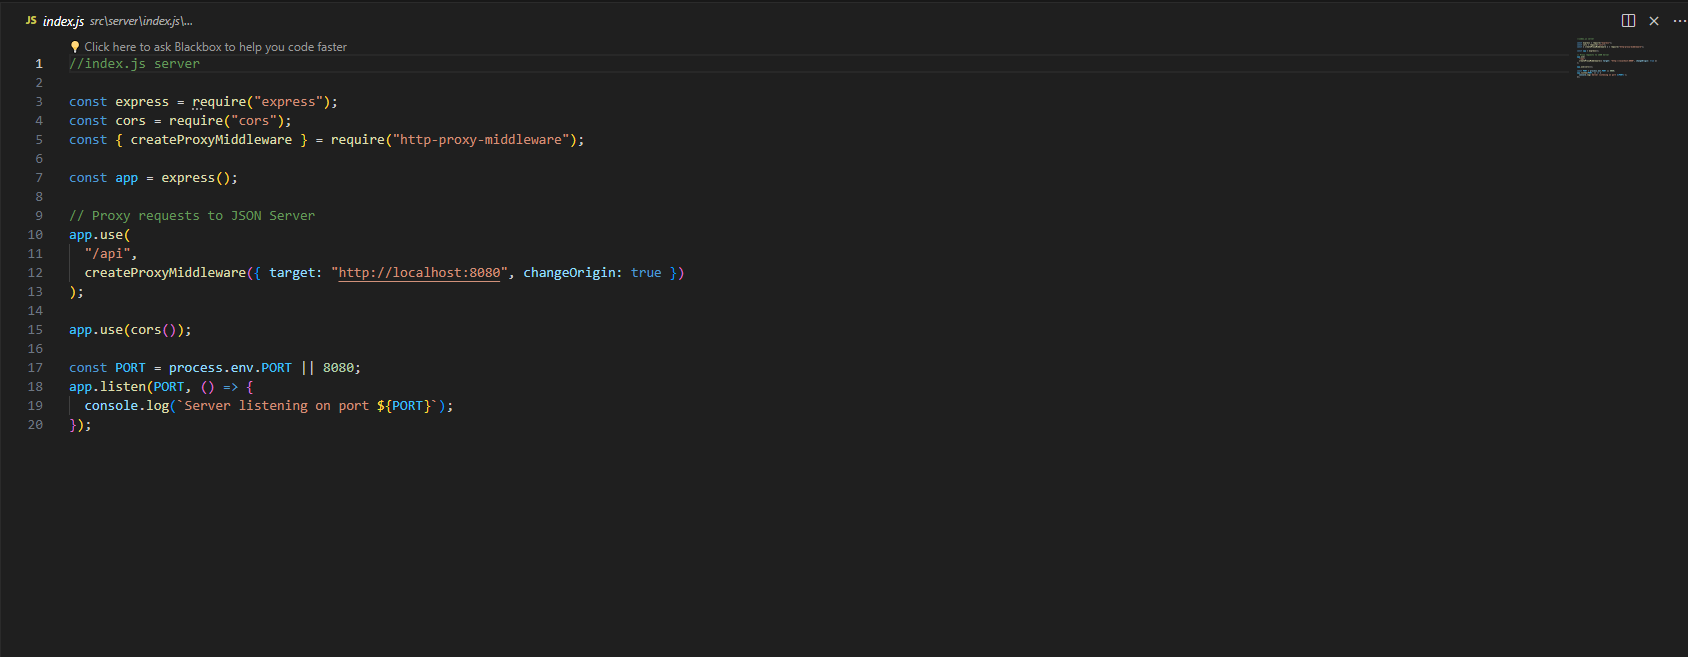 JS index.js src\server\index.js\...
Click here to ask Blackbox to help you code faster
1 //index.js server
2
3 const express = require("express");
4 const cors = require("cors");
5 const { createProxyMiddleware } = require("http-proxy-middleware");
6
7 const app = express();
8
9 // Proxy requests to JSON Server
10 app.use(
11 "/api",
12 createProxyMiddleware({ target: "http://localhost:8080", changeOrigin: true })
13 );
14
15 app.use(cors());
16
17 const PORT = process.env.PORT || 8080;
18 app.listen(PORT, () => {
19 console.log(`Server listening on port ${PORT}`);
20 });